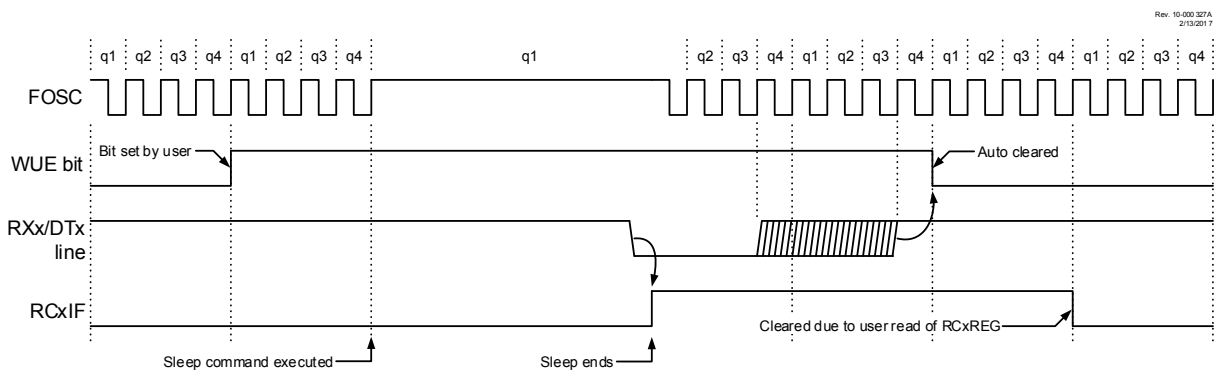 Rev. 10-000 327A
2/13/2017
q1 q2 q3 q4 q1 q2 q3 q4 q1 q2 q3 q4 q1 q2 q3 q4 q1 q2 q3 q4 q1 q2 q3 q4
FOSC
Bit set by user
WUE bit
Auto cleared
RXx/DTx
line
RCxIF
Cleared due to user read of RCxREG
Sleep command executed
Sleep ends